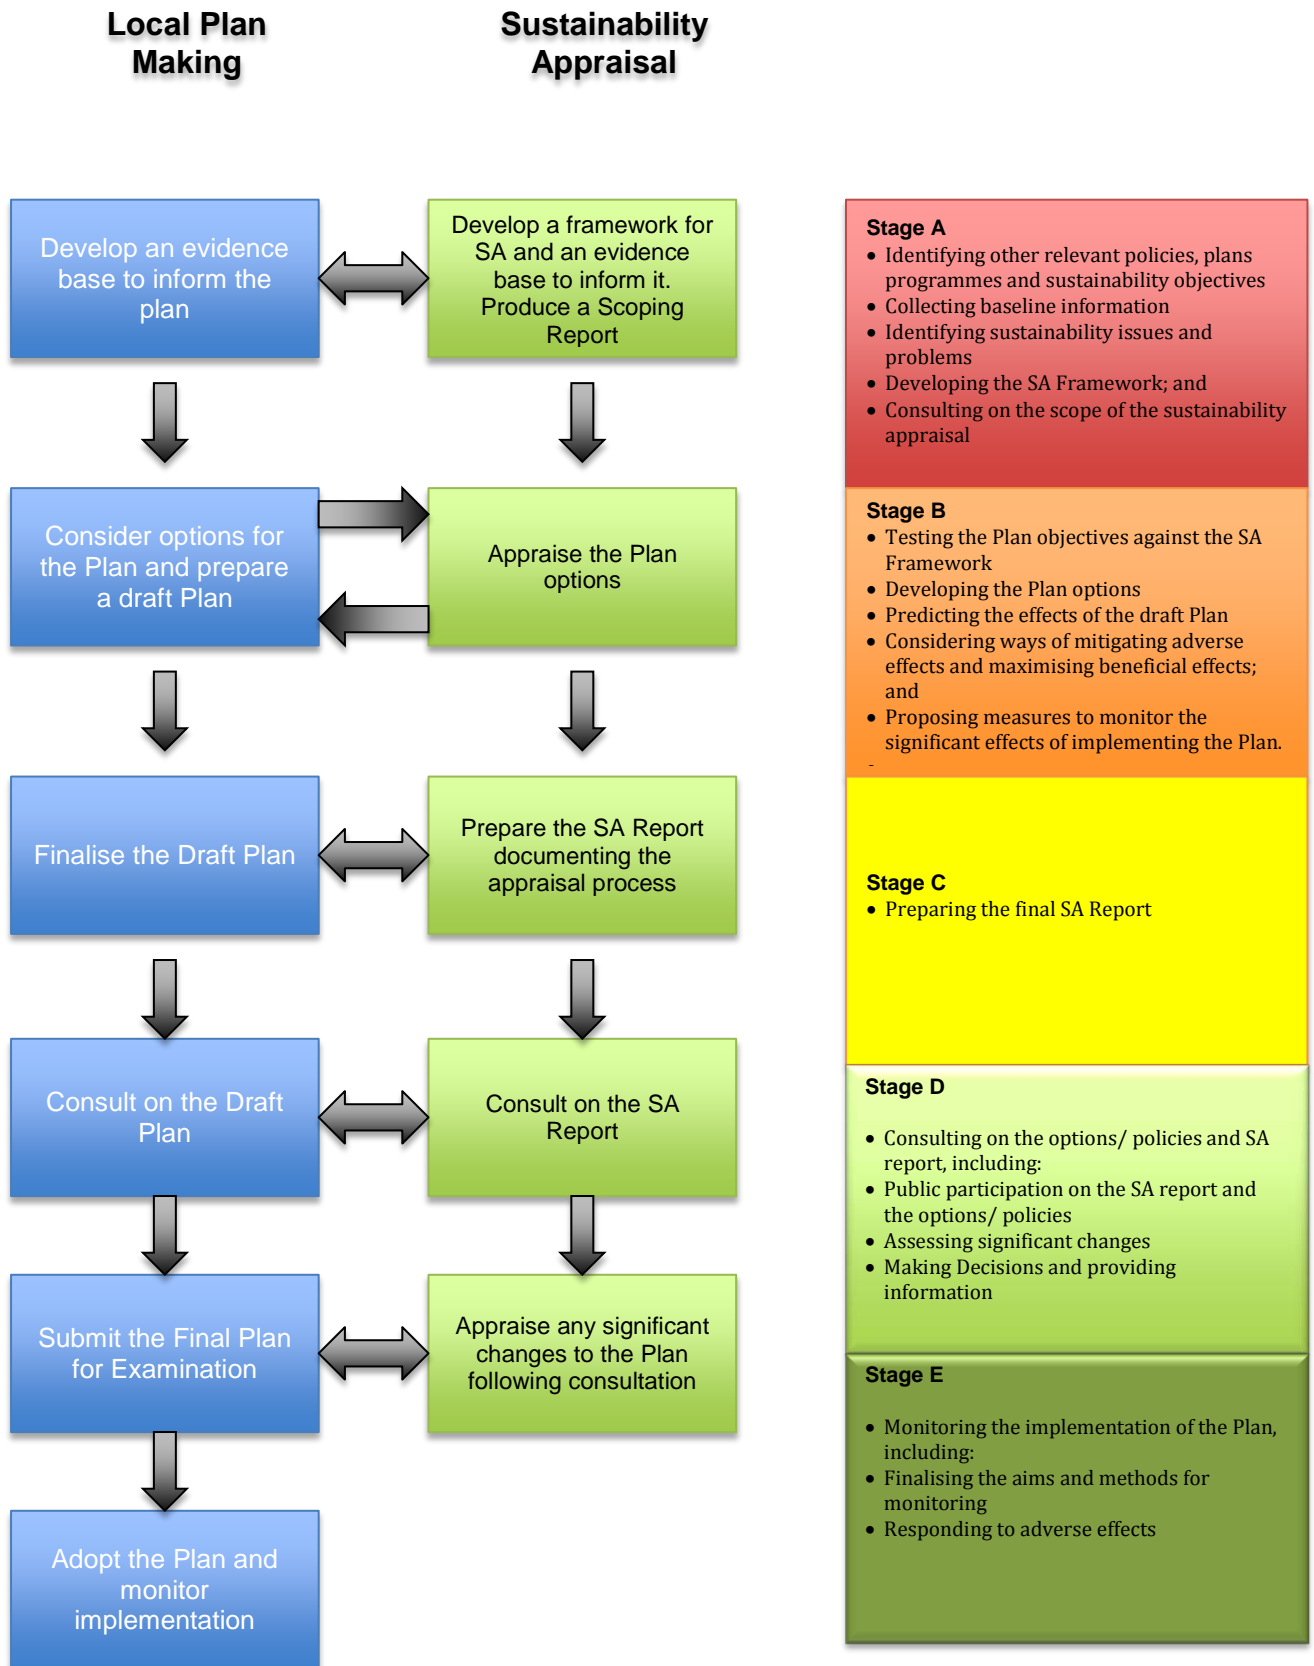 Local Plan
Making
Sustainability
Appraisal
Develop an evidence
base to inform the
plan
Develop a framework for
SA and an evidence
base to inform it.
Produce a Scoping
Report
Consider options for
the Plan and prepare
a draft Plan
Appraise the Plan
options
Finalise the Draft Plan
Prepare the SA Report
documenting the
appraisal process
Consult on the Draft
Plan
Consult on the SA
Report
Submit the Final Plan
for Examination
Appraise any significant
changes to the Plan
following consultation
Adopt the Plan and
monitor
implementation
Stage A
• Identifying other relevant policies, plans
programmes and sustainability objectives
• Collecting baseline information
• Identifying sustainability issues and
problems
• Developing the SA Framework; and
• Consulting on the scope of the sustainability
appraisal
Stage B
• Testing the Plan objectives against the SA
Framework
• Developing the Plan options
• Predicting the effects of the draft Plan
• Considering ways of mitigating adverse
effects and maximising beneficial effects;
and
• Proposing measures to monitor the
significant effects of implementing the Plan.
Stage C
• Preparing the final SA Report
Stage D
• Consulting on the options/ policies and SA
report, including:
• Public participation on the SA report and
the options/ policies
• Assessing significant changes
• Making Decisions and providing
information
Stage E
• Monitoring the implementation of the Plan,
including:
• Finalising the aims and methods for
monitoring
• Responding to adverse effects